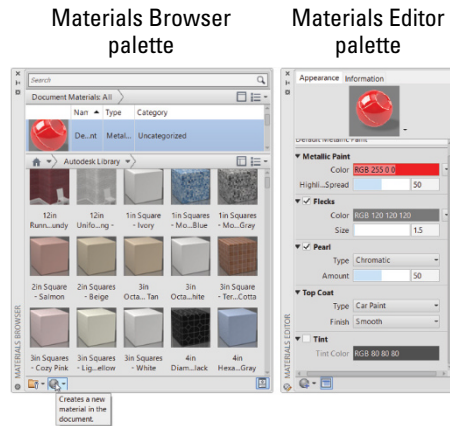 Materials Browser
palette
Materials Editor
palette
Search
Document Materials: All
Nan Type Category
De...nt Metal... Uncategorized
Autodesk Library
12in
Runn...undy
12in
Unifo...ng -
1in Square
- Ivory
1in Squares
- Mo...Blue
1in Squares
- Mo...Gray
2in Square
- Salmon
2in Squares
- Beige
3in
Octa... Tan
3in
Octa...hite
3in Square
- Ter...Cotta
3in Squares
- Cozy Pink
3in Squares
- Lig...ellow
3in Squares
- White
4in
Diam...lack
4in
Hexa...Gray
MATERIALS BROWSER
Creates a new
material in the
document.
Appearance Information
Default Metallic Paint
Metallic Paint
Color RGB 255 0 0
Highli...Spread 50
Flecks
Color RGB 120 120 120
Size 1.5
Pearl
Type Chromatic
Amount 50
Top Coat
Type Car Paint
Finish Smooth
Tint
Tint Color RGB 80 80 80
MATERIALS EDITOR